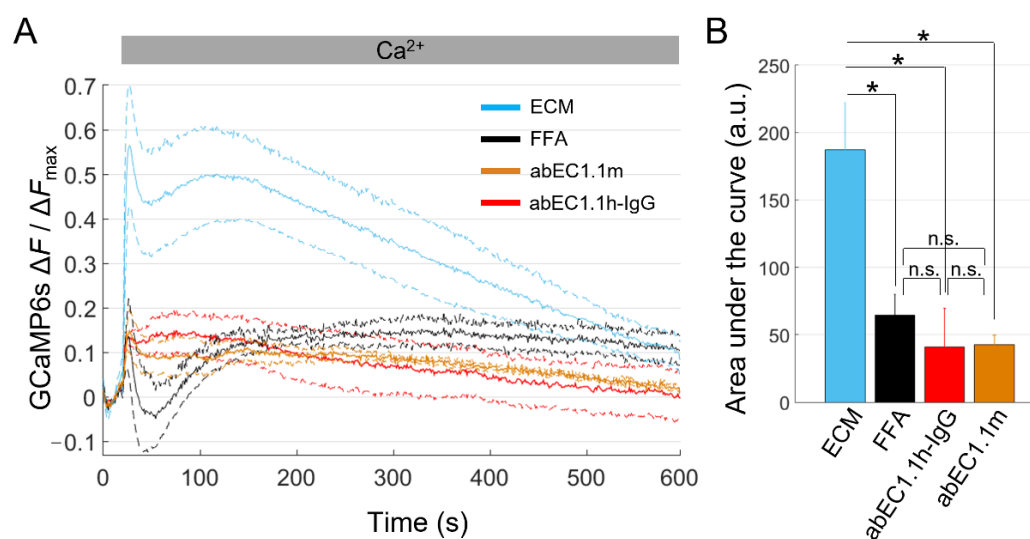 A
Ca²⁺
GCaMP6s ΔF / ΔFmax
0.7
0.6
0.5
0.4
0.3
0.2
0.1
0
−0.1
ECM
FFA
abEC1.1m
abEC1.1h-IgG
0 100 200 300 400 500 600
Time (s)
B
Area under the curve (a.u.)
250
200
150
100
50
0
*
*
*
n.s.
n.s. n.s.
ECM
FFA
abEC1.1h-IgG
abEC1.1m